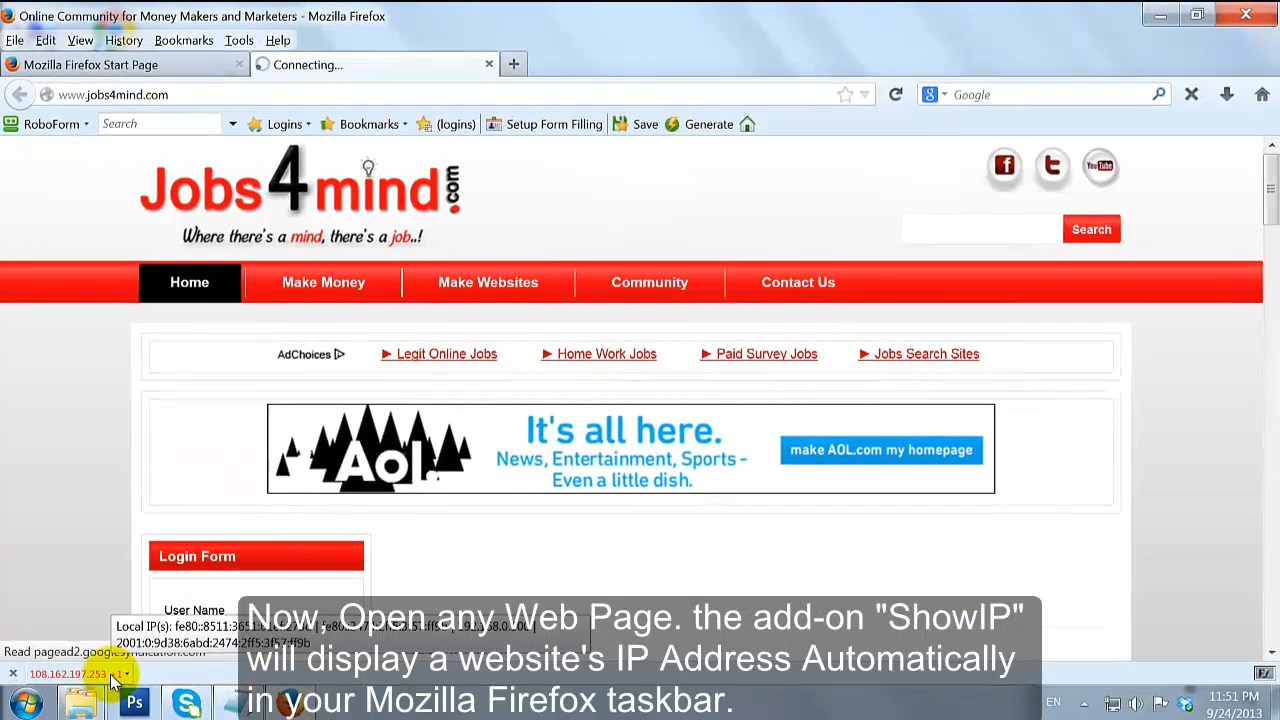 Online Community for Money Makers and Marketers - Mozilla Firefox
File Edit View History Bookmarks Tools Help
Mozilla Firefox Start Page
Connecting...
www.jobs4mind.com
Google
RoboForm Search Logins Bookmarks (logins) Setup Form Filling Save Generate
Jobs4mind.com
Where there's a mind, there's a job..!
f t You Tube
Search
Home Make Money Make Websites Community Contact Us
AdChoices Legit Online Jobs Home Work Jobs Paid Survey Jobs Jobs Search Sites
Aol.
It's all here.
News, Entertainment, Sports -
Even a little dish.
make AOL.com my homepage
Login Form
User Name
Local IP(s):
2001:0:9d38:6abd:2474:2ff5:3f57:ff9b
Read pagead2.googlesyndication.com
108.162.197.253 +1
Now, Open any Web Page. the add-on "ShowIP"
will display a website's IP Address Automatically
in your Mozilla Firefox taskbar.
Ps
EN
11:51 PM
9/24/2013